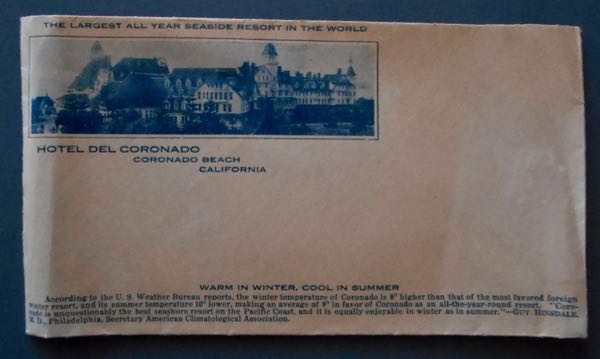 THE LARGEST ALL YEAR SEASIDE RESORT IN THE WORLD
HOTEL DEL CORONADO
CORONADO BEACH
CALIFORNIA
WARM IN WINTER, COOL IN SUMMER
According to the U. S. Weather Bureau reports, the winter temperature of Coronado is 8° higher than that of the most favored foreign
winter resort, and its summer temperature 10° lower, making an average of 9° in favor of Coronado as an all-the-year-round resort. "Coro-
nado is unquestionably the best seashore resort on the Pacific Coast, and it is equally enjoyable in winter as in summer."—GUY HINSDALE,
M. D., Philadelphia, Secretary American Climatological Association.